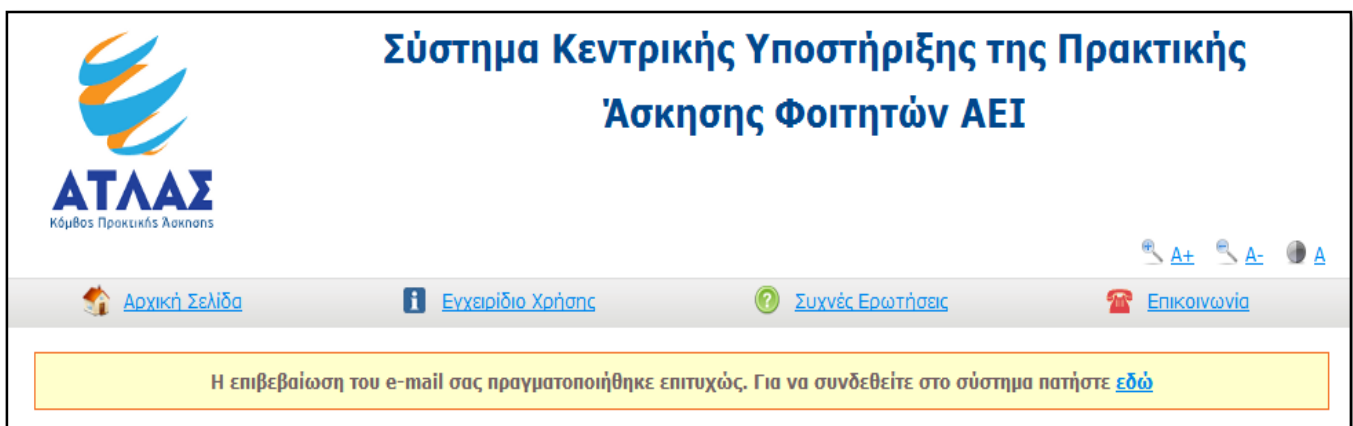 Σύστημα Κεντρικής Υποστήριξης της Πρακτικής
Άσκησης Φοιτητών ΑΕΙ
ΑΤΛΑΣ
Κόμβος Πρακτικής Άσκησης
A+ A- A
Αρχική Σελίδα Εγχειρίδιο Χρήσης Συχνές Ερωτήσεις Επικοινωνία
Η επιβεβαίωση του e-mail σας πραγματοποιήθηκε επιτυχώς. Για να συνδεθείτε στο σύστημα πατήστε εδώ